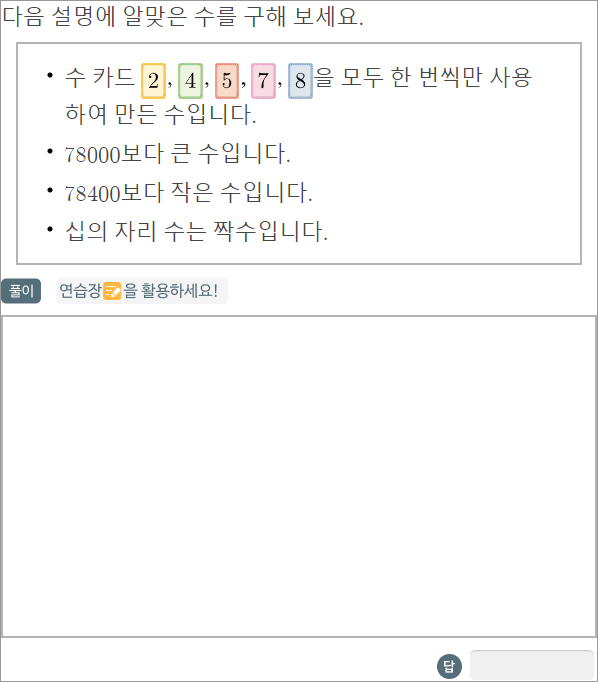 다음 설명에 알맞은 수를 구해 보세요.
• 수 카드 2, 4, 5, 7, 8을 모두 한 번씩만 사용
하여 만든 수입니다.
• 78000보다 큰 수입니다.
• 78400보다 작은 수입니다.
• 십의 자리 수는 짝수입니다.
풀이 연습장을 활용하세요!
답